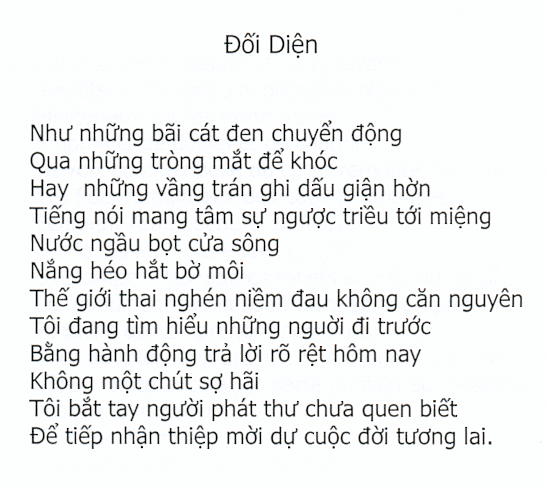 Đối Diện
Như những bãi cát đen chuyển động
Qua những tròng mắt để khóc
Hay những vầng trán ghi dấu giận hờn
Tiếng nói mang tâm sự ngược triều tới miệng
Nước ngầu bọt cửa sông
Nắng héo hắt bờ môi
Thế giới thai nghén niềm đau không căn nguyên
Tôi đang tìm hiểu những nguời đi trước
Bằng hành động trả lời rõ rệt hôm nay
Không một chút sợ hãi
Tôi bắt tay người phát thư chưa quen biết
Để tiếp nhận thiệp mời dự cuộc đời tương lai.